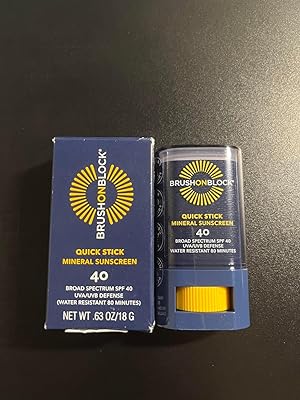 BRUSHONBLOCK®
QUICK STICK
MINERAL SUNSCREEN
40
BROAD SPECTRUM SPF 40
UVA/UVB DEFENSE
(WATER RESISTANT 80 MINUTES)
NET WT .63 OZ/18 G
BRUSHONBLOCK®
QUICK STICK
MINERAL SUNSCREEN
40
BROAD SPECTRUM SPF 40
UVA/UVB DEFENSE
(WATER RESISTANT 80 MINUTES)